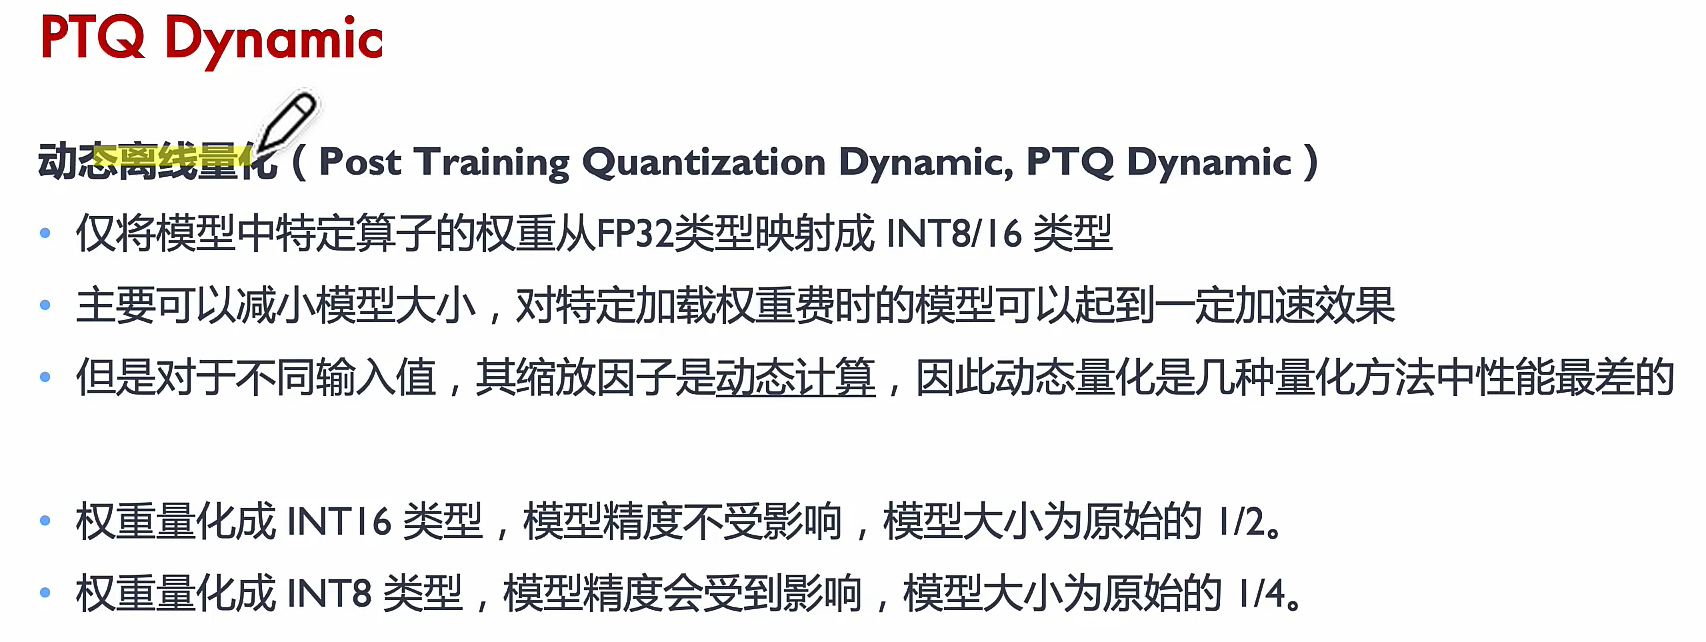 PTQ Dynamic
动态离线量化（Post Training Quantization Dynamic, PTQ Dynamic）
• 仅将模型中特定算子的权重从FP32类型映射成 INT8/16 类型
• 主要可以减小模型大小，对特定加载权重费时的模型可以起到一定加速效果
• 但是对于不同输入值，其缩放因子是动态计算，因此动态量化是几种量化方法中性能最差的
• 权重量化成 INT16 类型，模型精度不受影响，模型大小为原始的 1/2。
• 权重量化成 INT8 类型，模型精度会受到影响，模型大小为原始的 1/4。